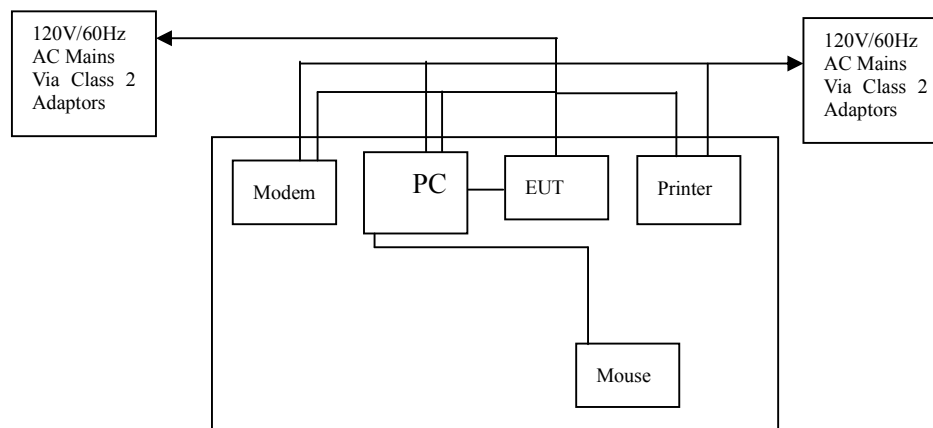 120V/60Hz
AC Mains
Via Class 2
Adaptors
120V/60Hz
AC Mains
Via Class 2
Adaptors
Modem
PC
EUT
Printer
Mouse